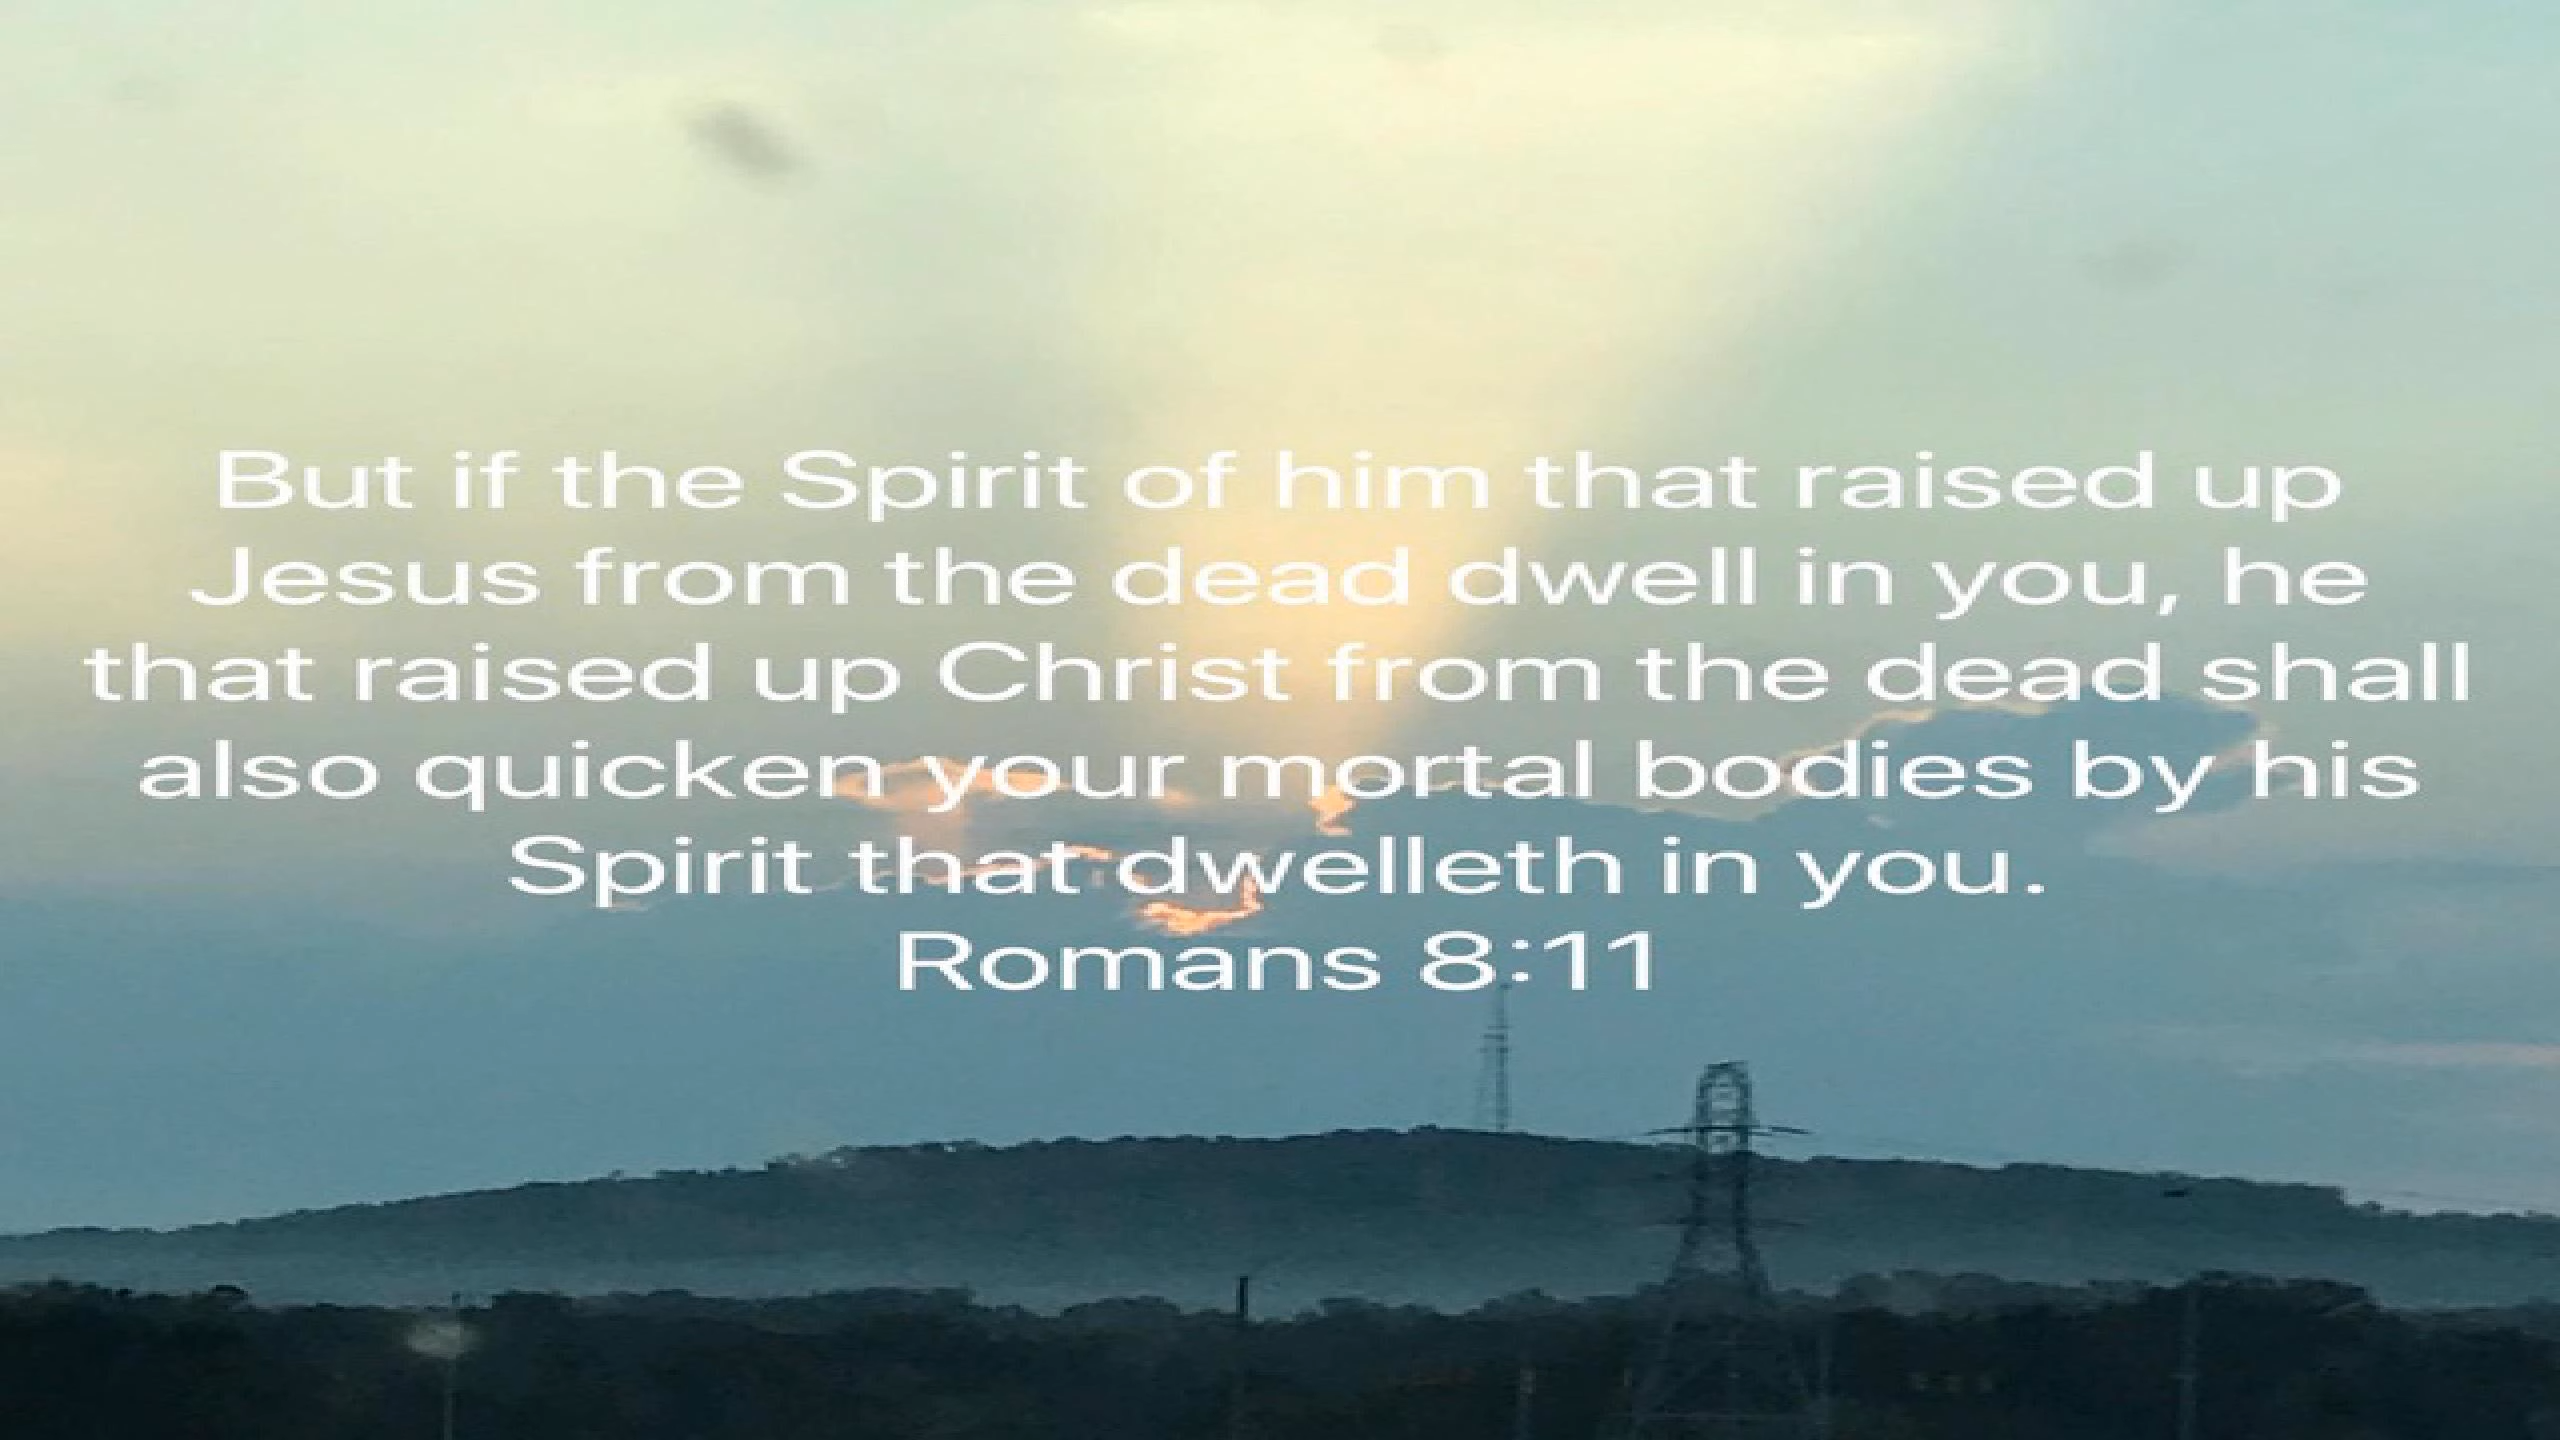 But if the Spirit of him that raised up
Jesus from the dead dwell in you, he
that raised up Christ from the dead shall
also quicken your mortal bodies by his
Spirit that dwelleth in you.
Romans 8:11